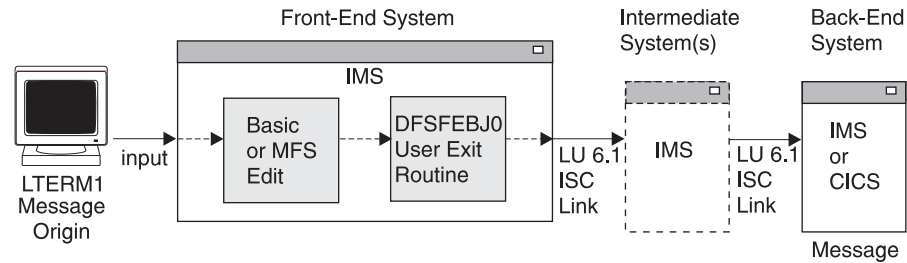 Front-End System
Intermediate
System(s)
Back-End
System
IMS
Basic
or MFS
Edit
DFSFEBJ0
User Exit
Routine
input
LTERM1
Message
Origin
LU 6.1
ISC
Link
IMS
LU 6.1
ISC
Link
IMS
or
CICS
Message